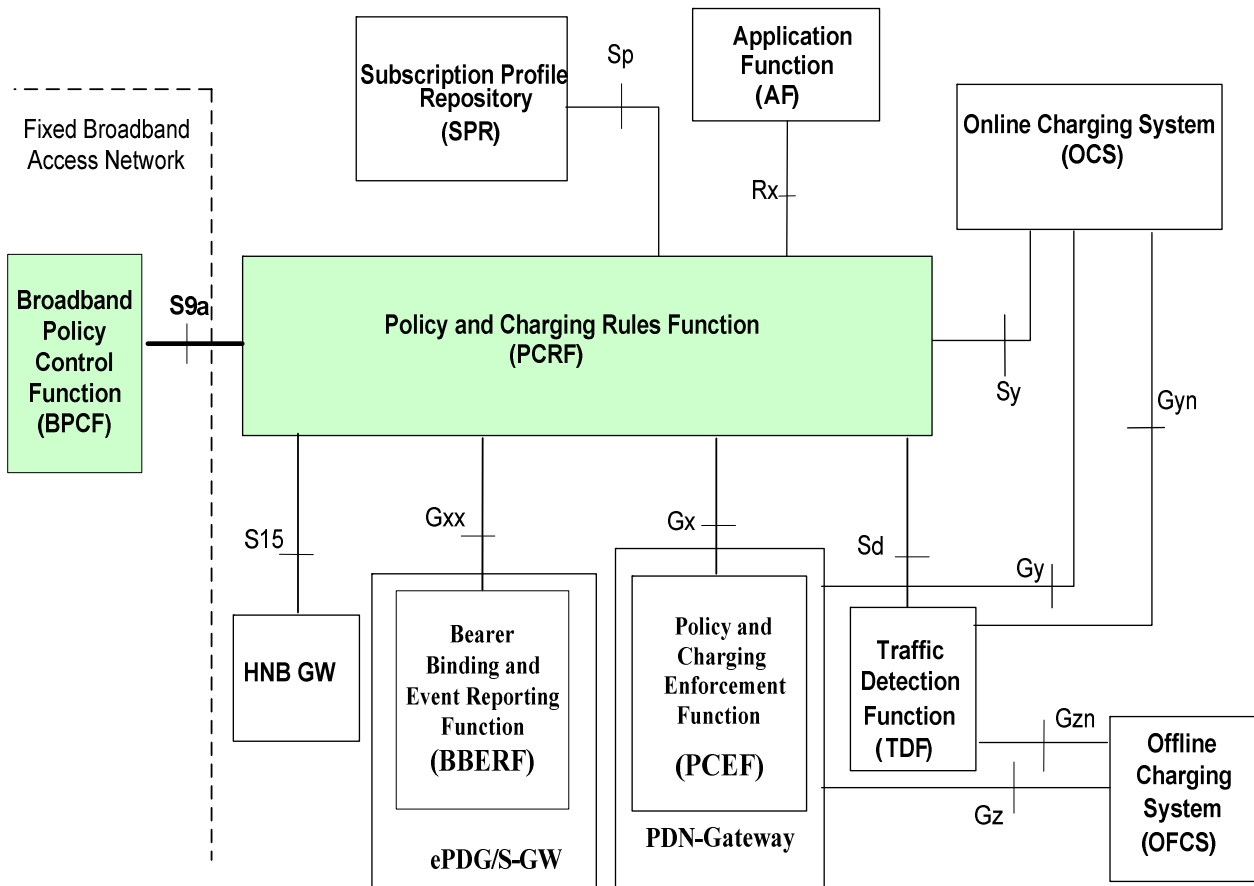 Subscription Profile
Repository
(SPR)
Sp
Application
Function
(AF)
Online Charging System
(OCS)
Fixed Broadband
Access Network
Rx
Broadband
Policy
Control
Function
(BPCF)
S9a
Policy and Charging Rules Function
(PCRF)
Sy
Gyn
S15
Gxx
Gx
Sd
Gy
HNB GW
Bearer
Binding and
Event Reporting
Function
(BBERF)
ePDG/S-GW
Policy and
Charging
Enforcement
Function
(PCEF)
PDN-Gateway
Traffic
Detection
Function
(TDF)
Gzn
Gz
Offline
Charging
System
(OFCS)